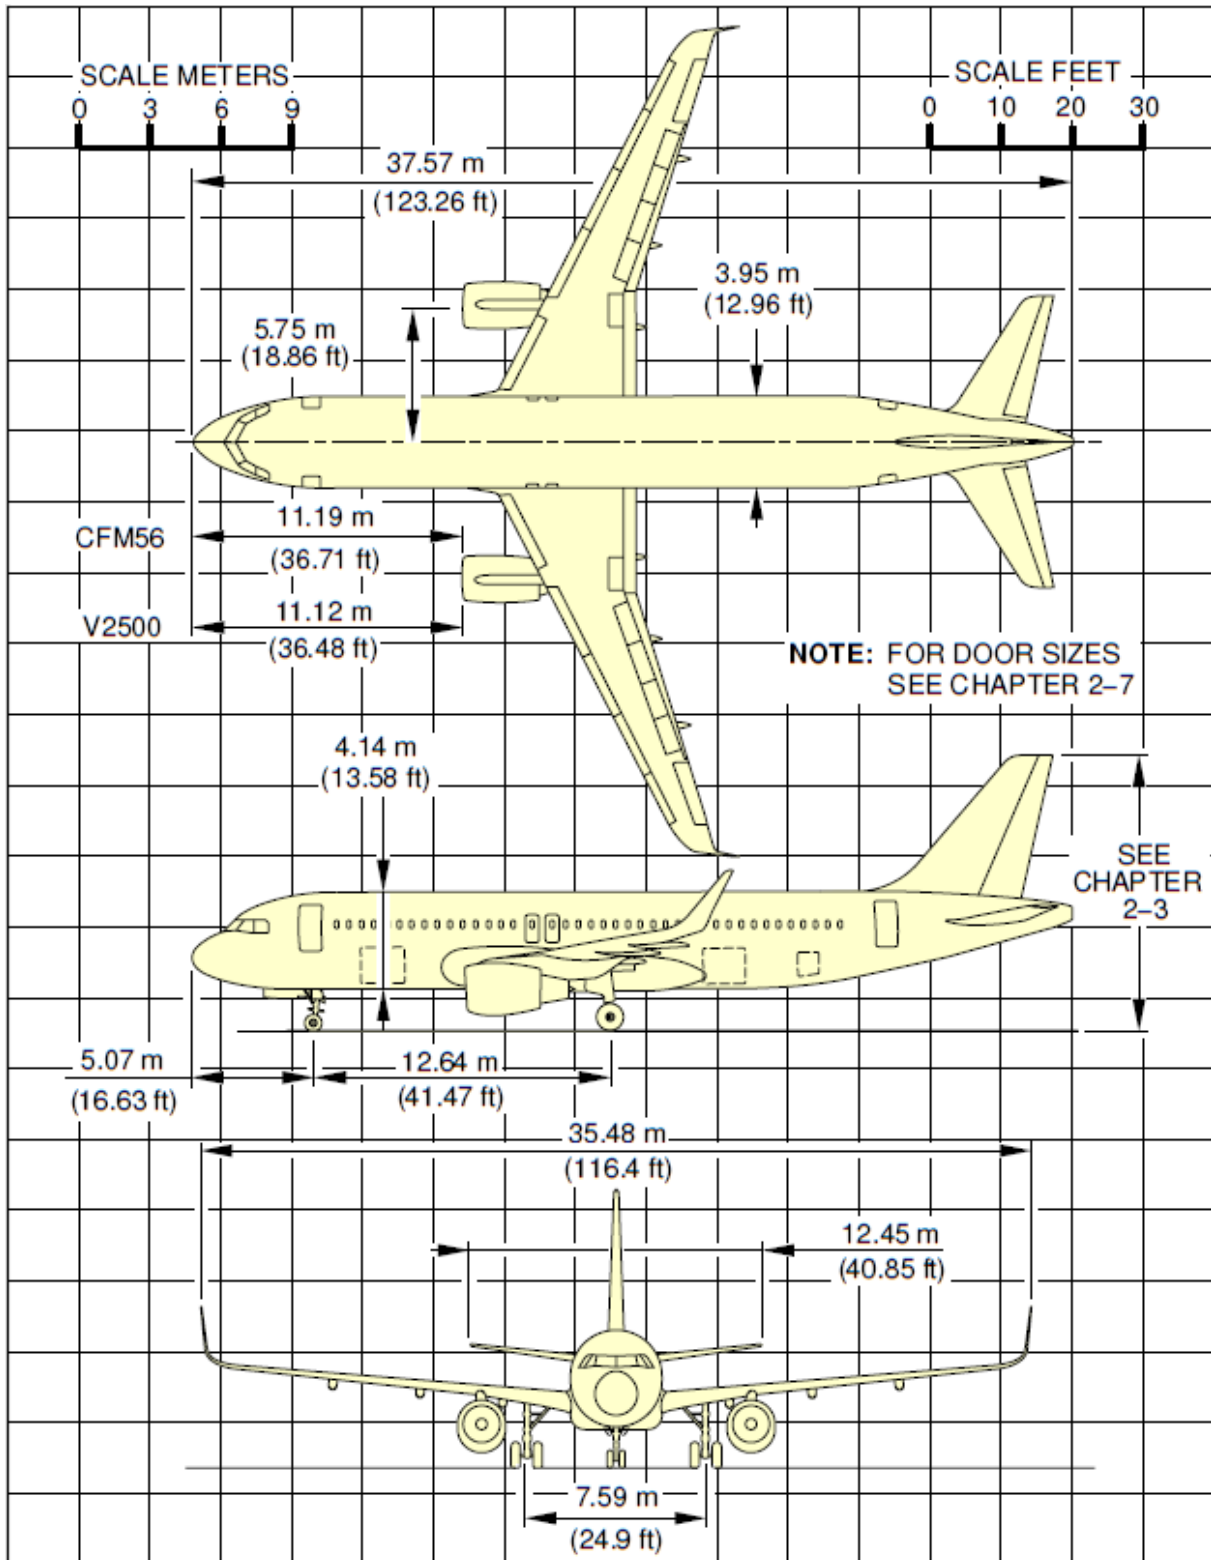 SCALE METERS
0 3 6 9
SCALE FEET
0 10 20 30
37.57 m
(123.26 ft)
3.95 m
(12.96 ft)
5.75 m
(18.86 ft)
CFM56
11.19 m
(36.71 ft)
V2500
11.12 m
(36.48 ft)
NOTE: FOR DOOR SIZES
SEE CHAPTER 2–7
4.14 m
(13.58 ft)
SEE
CHAPTER
2–3
5.07 m
(16.63 ft)
12.64 m
(41.47 ft)
35.48 m
(116.4 ft)
12.45 m
(40.85 ft)
7.59 m
(24.9 ft)